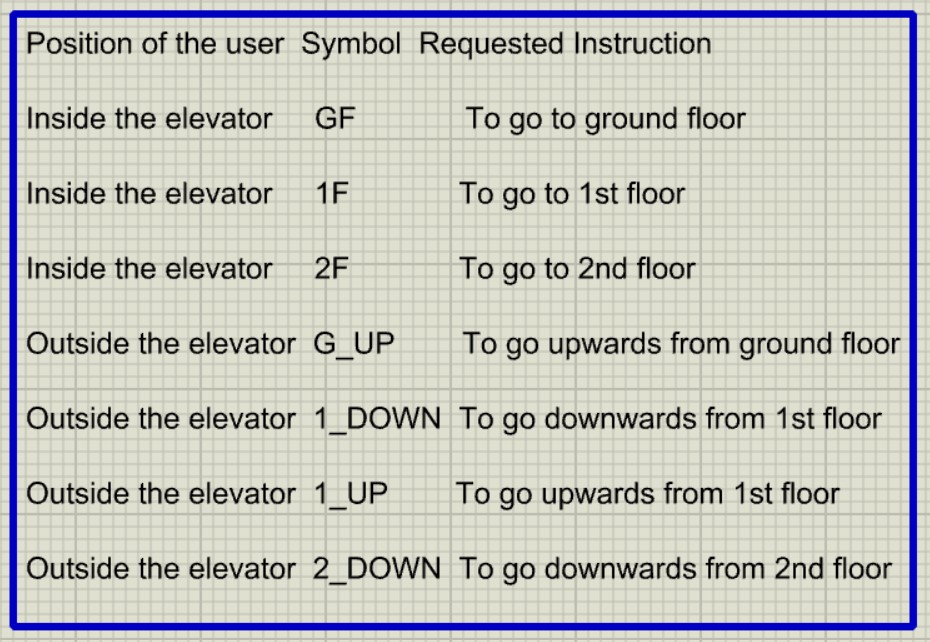 Position of the user Symbol Requested Instruction
Inside the elevator GF To go to ground floor
Inside the elevator 1F To go to 1st floor
Inside the elevator 2F To go to 2nd floor
Outside the elevator G_UP To go upwards from ground floor
Outside the elevator 1_DOWN To go downwards from 1st floor
Outside the elevator 1_UP To go upwards from 1st floor
Outside the elevator 2_DOWN To go downwards from 2nd floor